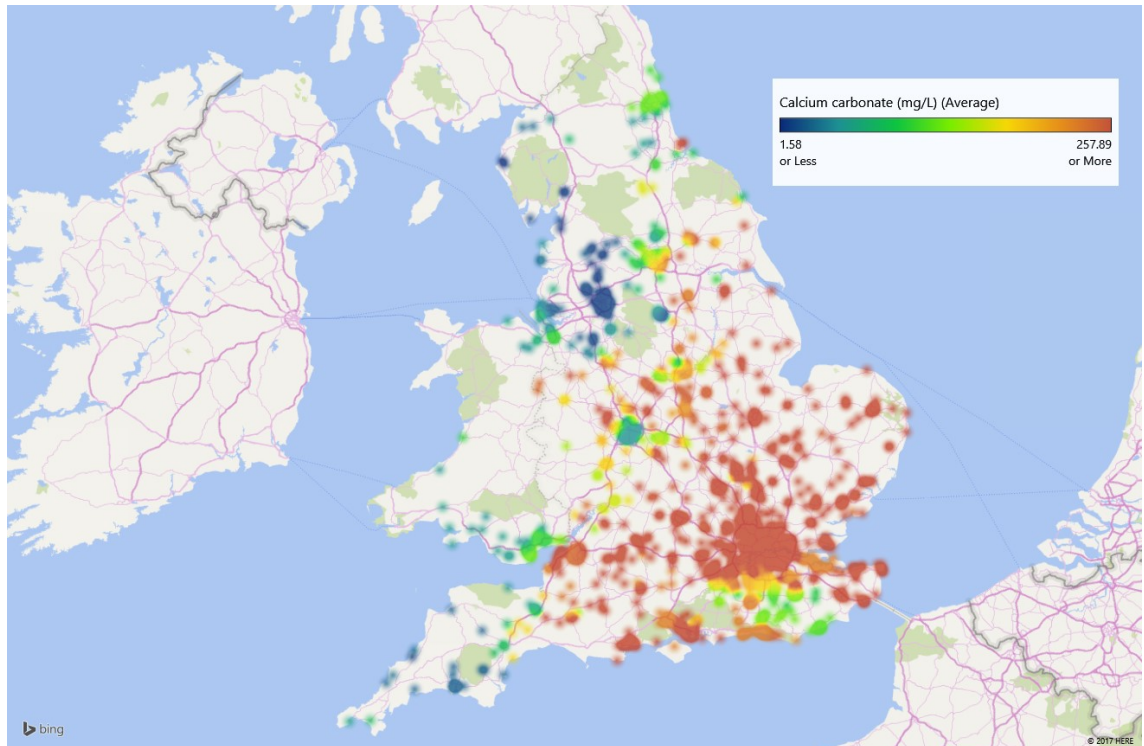 Calcium carbonate (mg/L) (Average)
1.58 257.89
or Less or More
bing
© 2017 HERE